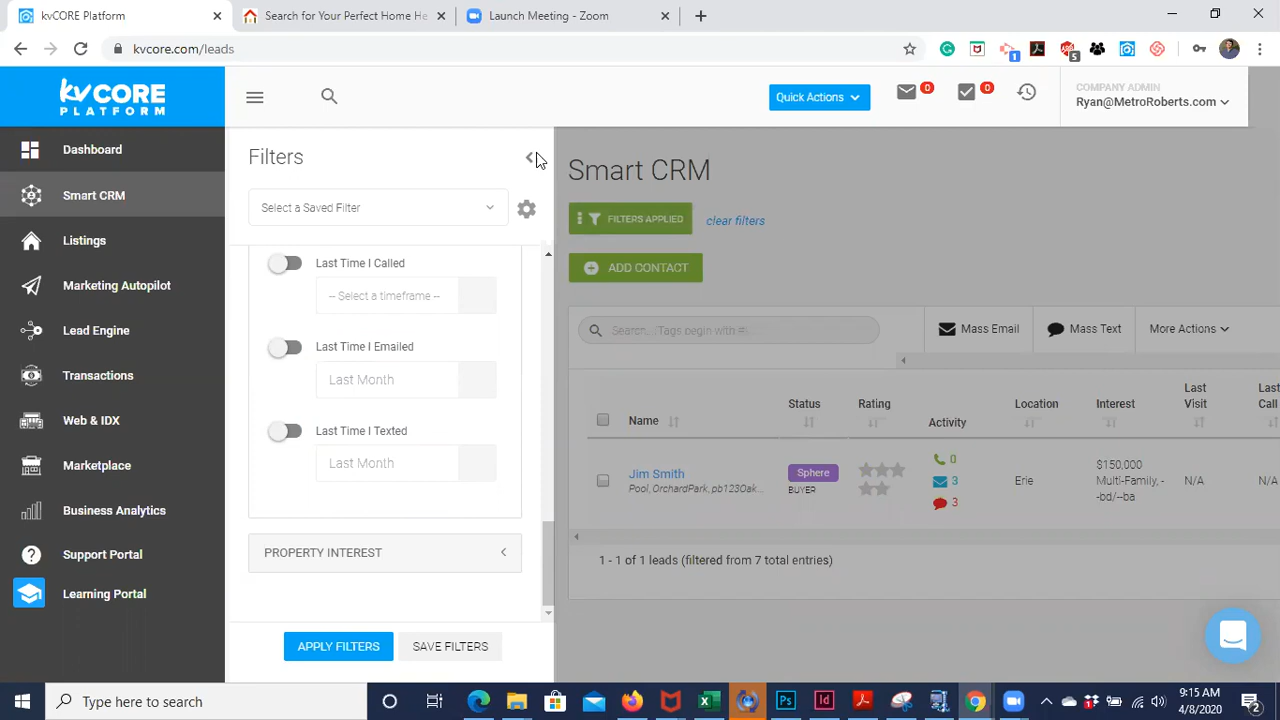 kvCORE Platform
Search for Your Perfect Home He
Launch Meeting - Zoom
kvcore.com/leads
1
5
kvCORE
PLATFORM
Quick Actions
0
0
COMPANY ADMIN
Ryan@MetroRoberts.com
Dashboard
Smart CRM
Listings
Marketing Autopilot
Lead Engine
Transactions
Web & IDX
Marketplace
Business Analytics
Support Portal
Learning Portal
Filters
Select a Saved Filter
Last Time I Called
-- Select a timeframe --
Last Time I Emailed
Last Month
Last Time I Texted
Last Month
PROPERTY INTEREST
APPLY FILTERS
SAVE FILTERS
Smart CRM
FILTERS APPLIED
clear filters
ADD CONTACT
Search... Tags begin with #
Mass Email
Mass Text
More Actions
Name
Status
Rating
Activity
Location
Interest
Last
Visit
Last
Call
Jim Smith
Pool, OrchardPark, pb123Oak...
Sphere
BUYER
0
3
3
Erie
$150,000
Multi-Family, -
-bd/--ba
N/A
N/A
1 - 1 of 1 leads (filtered from 7 total entries)
Type here to search
9:15 AM
4/8/2020